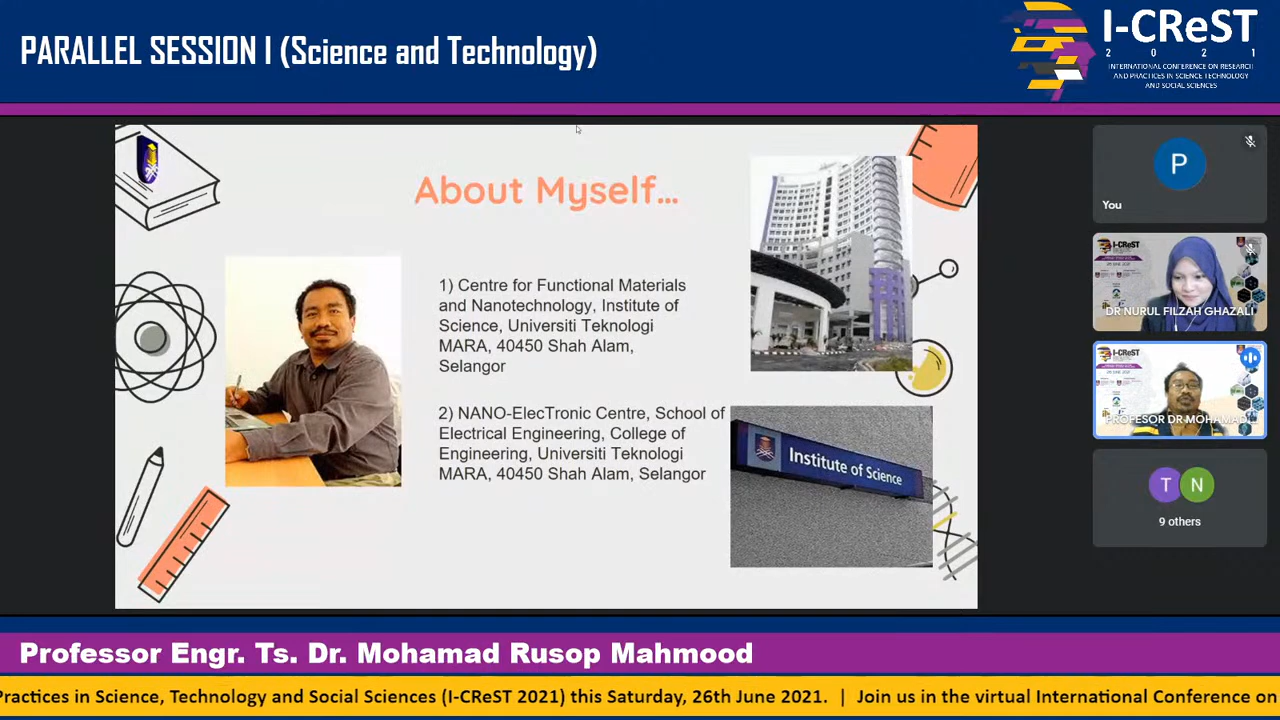 PARALLEL SESSION I (Science and Technology)
I-CReST
2 0 2 1
INTERNATIONAL CONFERENCE ON RESEARCH
AND PRACTICES IN SCIENCE TECHNOLOGY
AND SOCIAL SCIENCES
About Myself...
1) Centre for Functional Materials
and Nanotechnology, Institute of
Science, Universiti Teknologi
MARA, 40450 Shah Alam,
Selangor
2) NANO-ElecTronic Centre, School of
Electrical Engineering, College of
Engineering, Universiti Teknologi
MARA, 40450 Shah Alam, Selangor
Institute of Science
P
You
I-CReST
DR NURUL FILZAH GHAZALI
I-CReST
PROFESOR DR MOHAMAD
T N
9 others
Professor Engr. Ts. Dr. Mohamad Rusop Mahmood
Practices in Science, Technology and Social Sciences (I-CReST 2021) this Saturday, 26th June 2021. | Join us in the virtual International Conference on